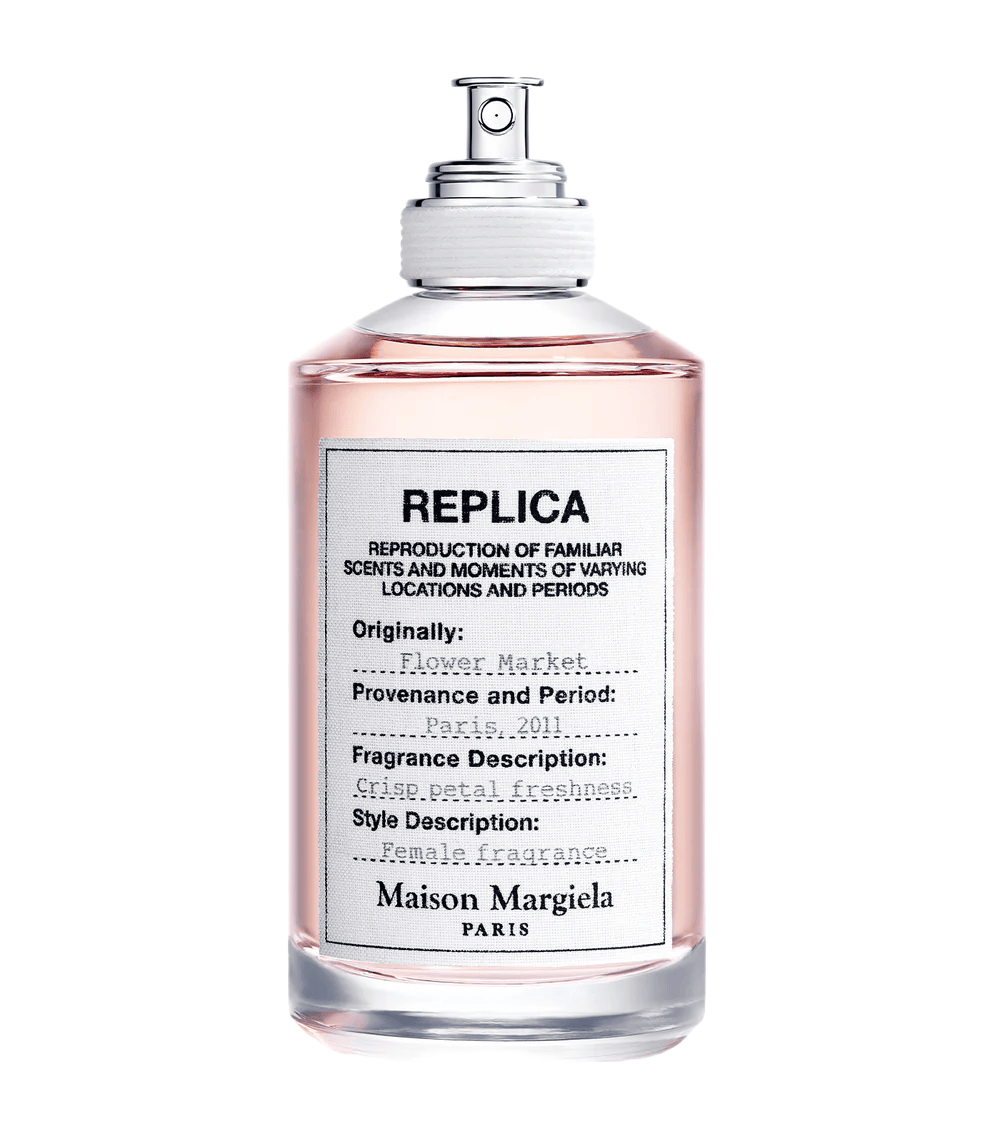 REPLICA
REPRODUCTION OF FAMILIAR
SCENTS AND MOMENTS OF VARYING
LOCATIONS AND PERIODS
Originally:
Flower Market
Provenance and Period:
Paris, 2011
Fragrance Description:
Crisp petal freshness
Style Description:
Female fragrance
Maison Margiela
PARIS